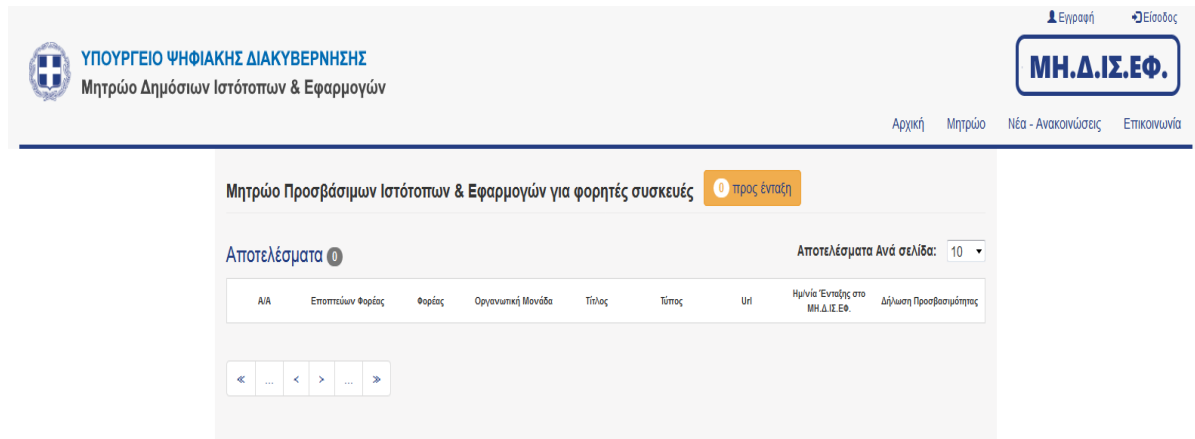 Εγγραφή Είσοδος
ΥΠΟΥΡΓΕΙΟ ΨΗΦΙΑΚΗΣ ΔΙΑΚΥΒΕΡΝΗΣΗΣ
Μητρώο Δημόσιων Ιστότοπων & Εφαρμογών
ΜΗ.Δ.ΙΣ.ΕΦ.
Αρχική Μητρώο Νέα - Ανακοινώσεις Επικοινωνία
Μητρώο Προσβάσιμων Ιστότοπων & Εφαρμογών για φορητές συσκευές 0 προς ένταξη
Αποτελέσματα 0 Αποτελέσματα Ανά σελίδα: 10
Α/Α Εποπτεύων Φορέας Φορέας Οργανωτική Μονάδα Τίτλος Τύπος Url Ημ/νία Ένταξης στο ΜΗ.Δ.ΙΣ.ΕΦ. Δήλωση Προσβασιμότητας
« ... < > ... »